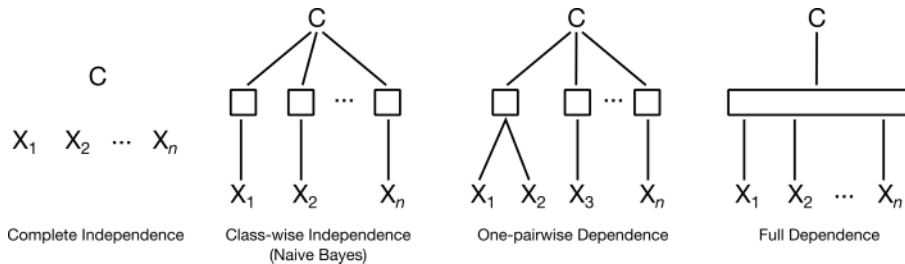 C
X1 X2 ... Xn
Complete Independence
C
...
X1 X2 Xn
Class-wise Independence
(Naive Bayes)
C
...
X1 X2 X3 Xn
One-pairwise Dependence
C
X1 X2 ... Xn
Full Dependence